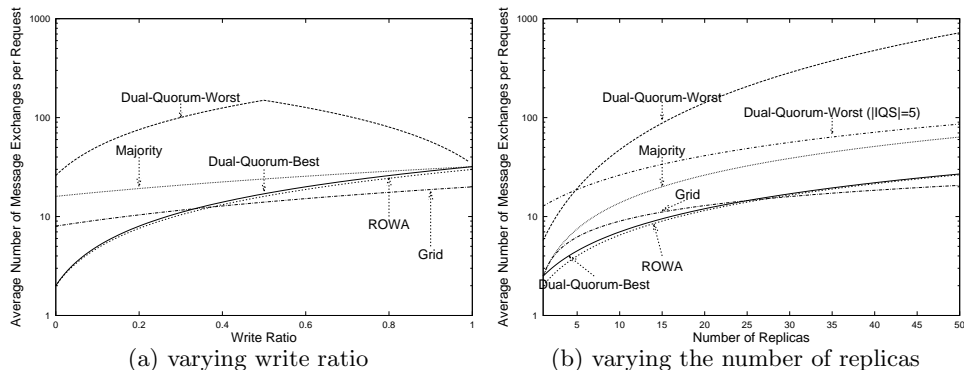 Average Number of Message Exchanges per Request
1000
100
10
1
Dual-Quorum-Worst
Majority
Dual-Quorum-Best
ROWA
Grid
0
0.2
0.4
0.6
0.8
1
Write Ratio
(a) varying write ratio
Average Number of Message Exchanges per Request
1000
100
10
1
Dual-Quorum-Worst
Dual-Quorum-Worst (|IQS|=5)
Majority
Grid
ROWA
Dual-Quorum-Best
5
10
15
20
25
30
35
40
45
50
Number of Replicas
(b) varying the number of replicas